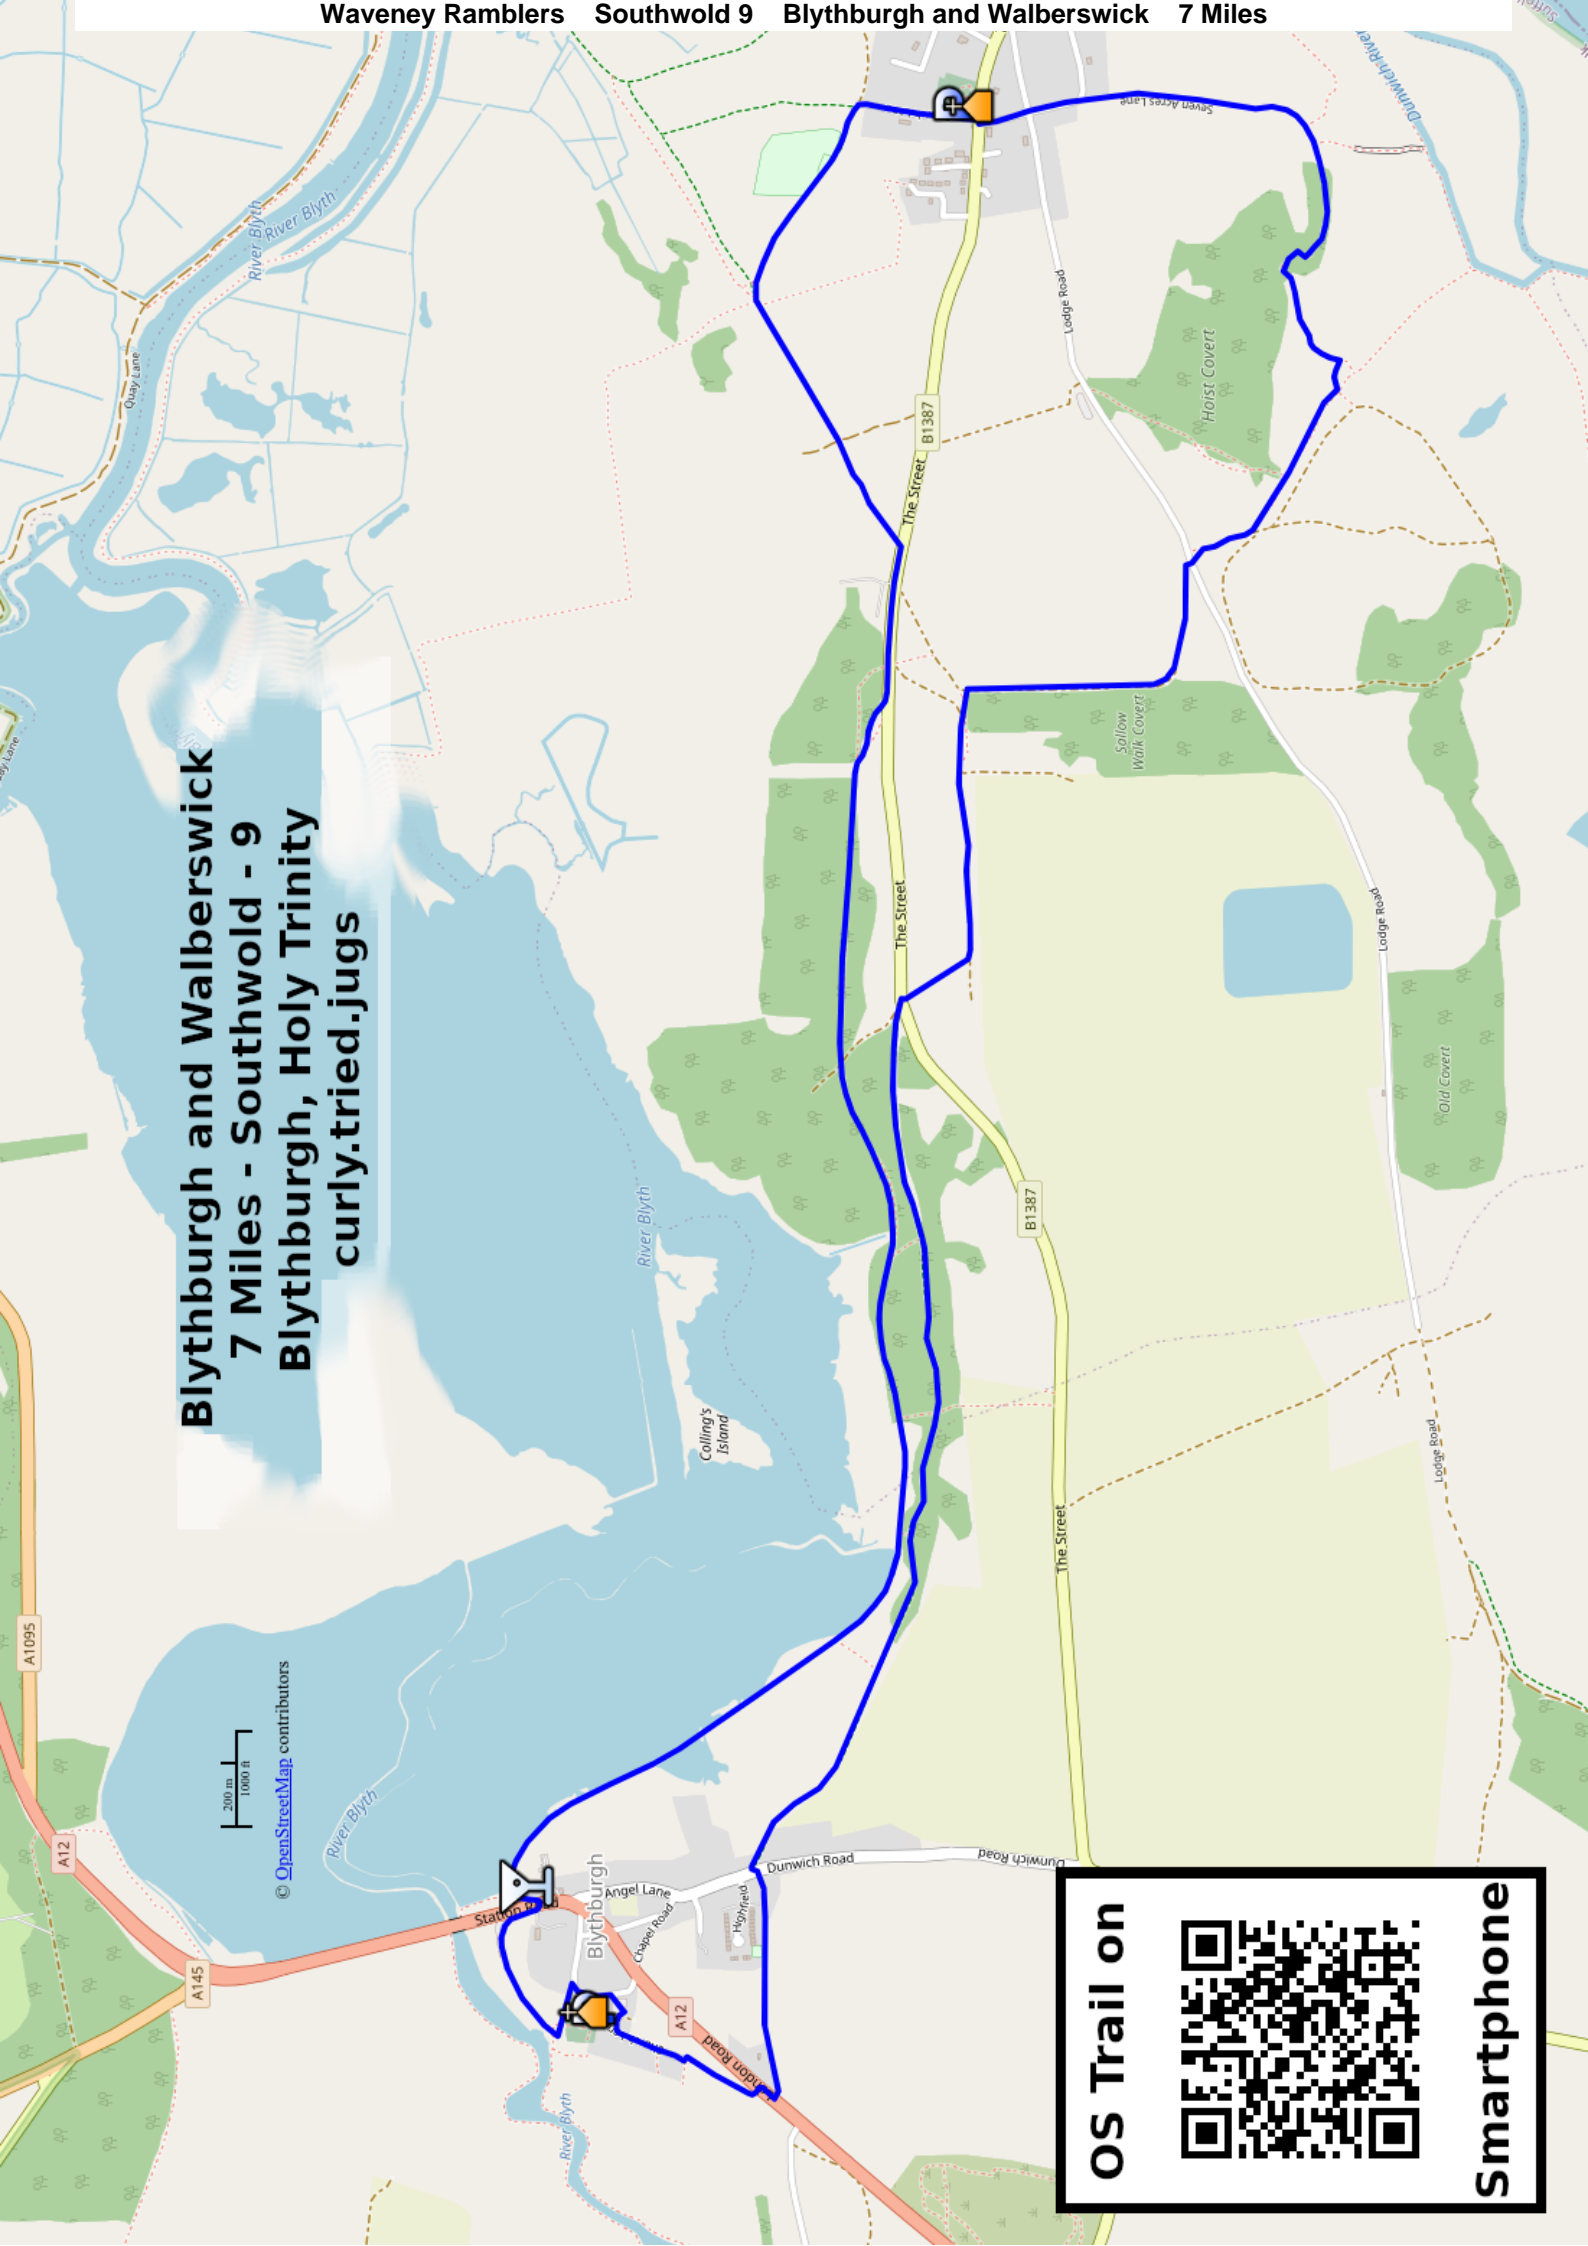 Waveney Ramblers Southwold 9 Blythburgh and Walberswick 7 Miles
Blythburgh and Walberswick
7 Miles - Southwold - 9
Blythburgh, Holy Trinity
curly.tried.jugs
200 m
1000 ft
© OpenStreetMap contributors
A1095
A12
A145
River Blyth
River Blyth
River Blyth
River Blyth
River Blyth
Quay Lane
Colling's
Island
Station Road
Blythburgh
Angel Lane
Chapel Road
Highfield
Dunwich Road
Dunwich Road
A12
London Road
The Street
The Street
The Street
B1387
B1387
Lodge Road
Lodge Road
Lodge Road
Seven Acres Lane
Dunwich River
Hoist Covert
Sallow
Walk Covert
Old Covert
OS Trail on
Smartphone